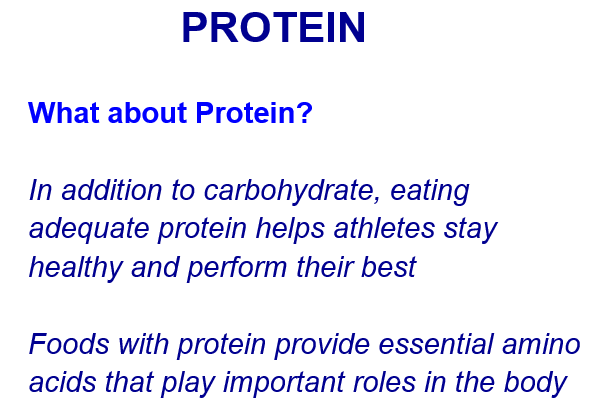 PROTEIN
What about Protein?
In addition to carbohydrate, eating
adequate protein helps athletes stay
healthy and perform their best
Foods with protein provide essential amino
acids that play important roles in the body